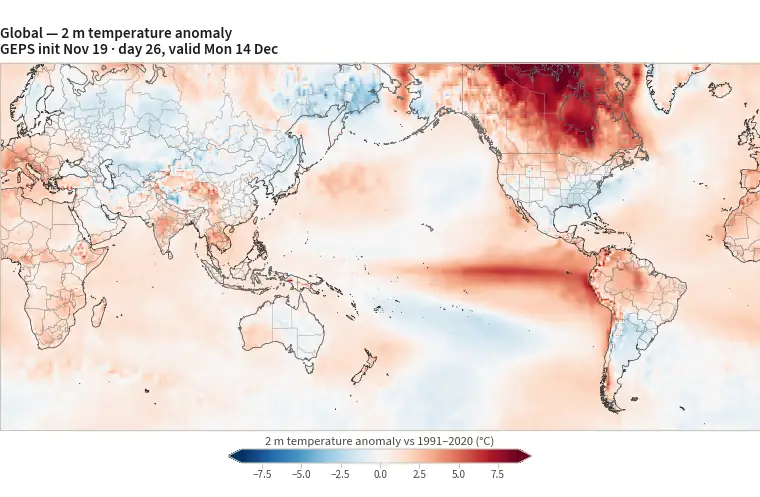 Global — 2 m temperature anomaly
GEPS init Nov 19 · day 26, valid Mon 14 Dec
2 m temperature anomaly vs 1991–2020 (°C)
−7.5 −5.0 −2.5 0.0 2.5 5.0 7.5